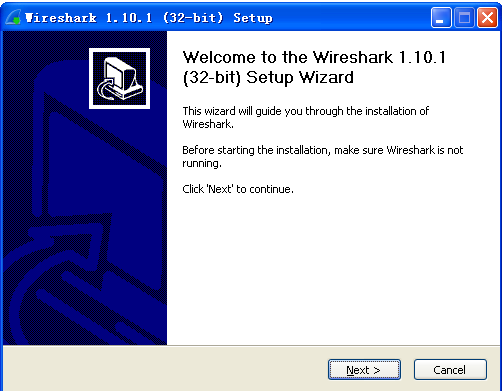 Wireshark 1.10.1 (32-bit) Setup
Welcome to the Wireshark 1.10.1
(32-bit) Setup Wizard
This wizard will guide you through the installation of
Wireshark.
Before starting the installation, make sure Wireshark is not
running.
Click 'Next' to continue.
Next >
Cancel